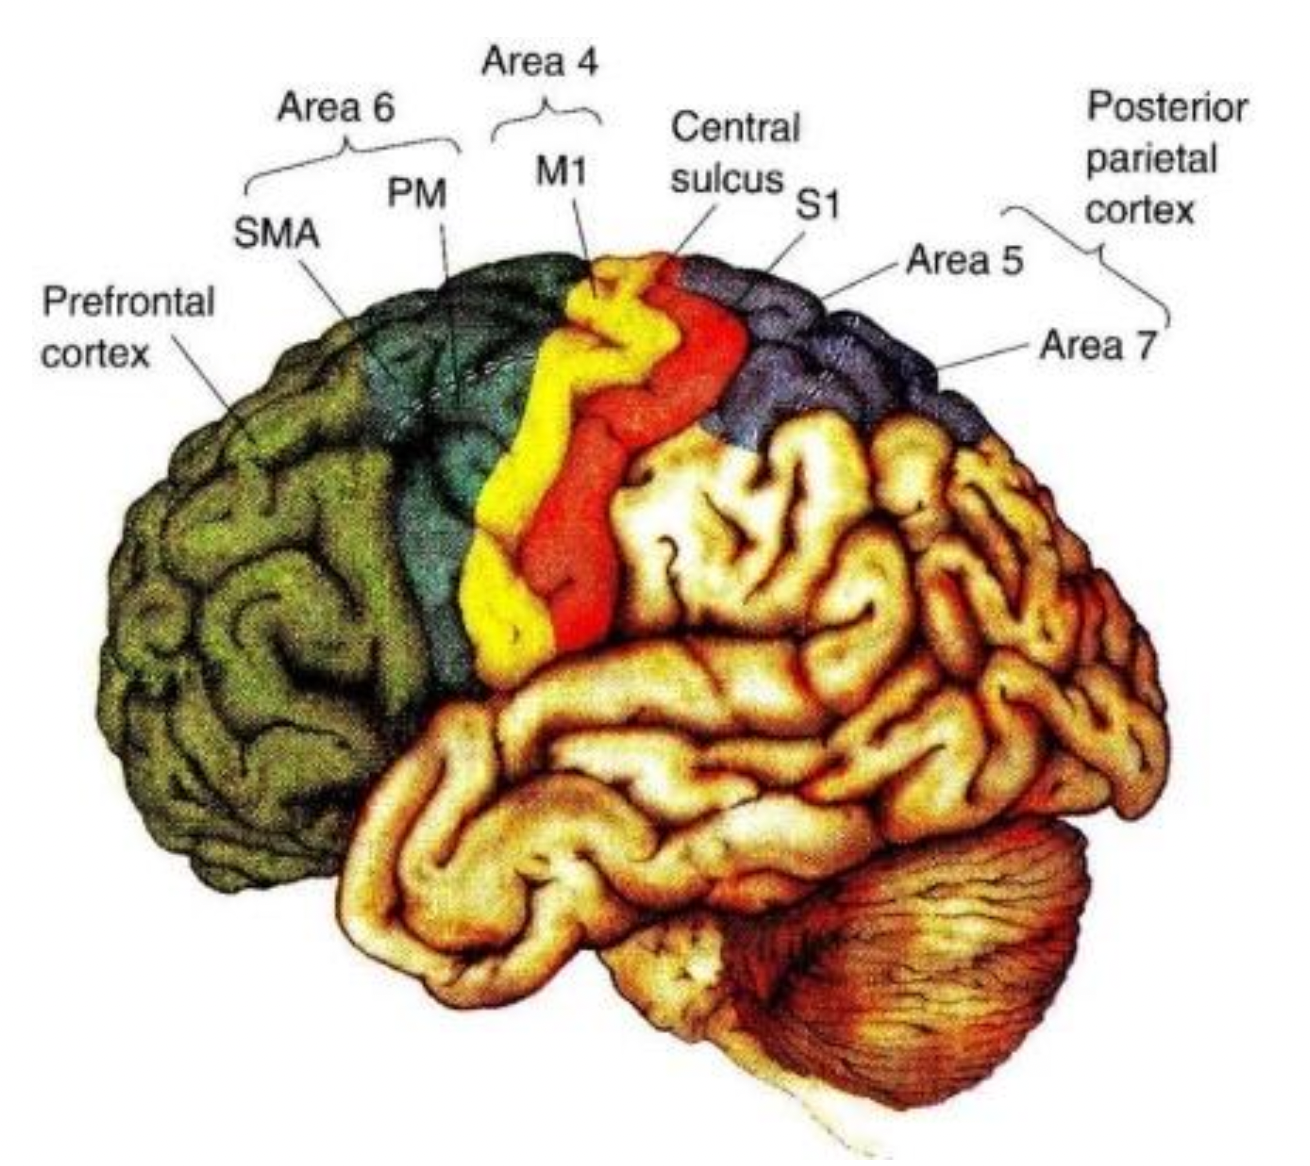 Area 4
Area 6
Central
sulcus
Posterior
parietal
cortex
M1
PM
S1
SMA
Area 5
Prefrontal
cortex
Area 7